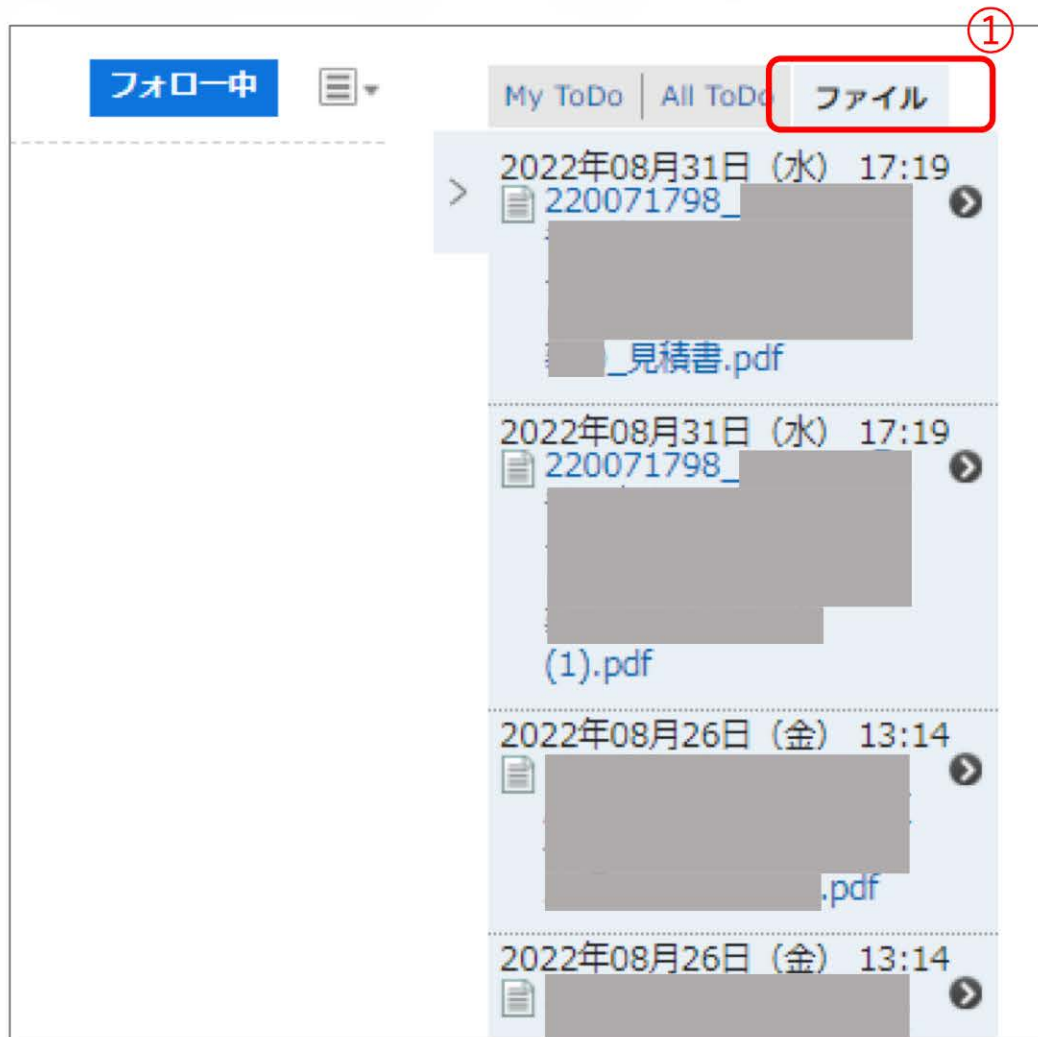 ①
フォロー中
My ToDo All ToDo ファイル
2022年08月31日（水） 17:19
220071798_
_見積書.pdf
2022年08月31日（水） 17:19
220071798_
(1).pdf
2022年08月26日（金） 13:14
.pdf
2022年08月26日（金） 13:14